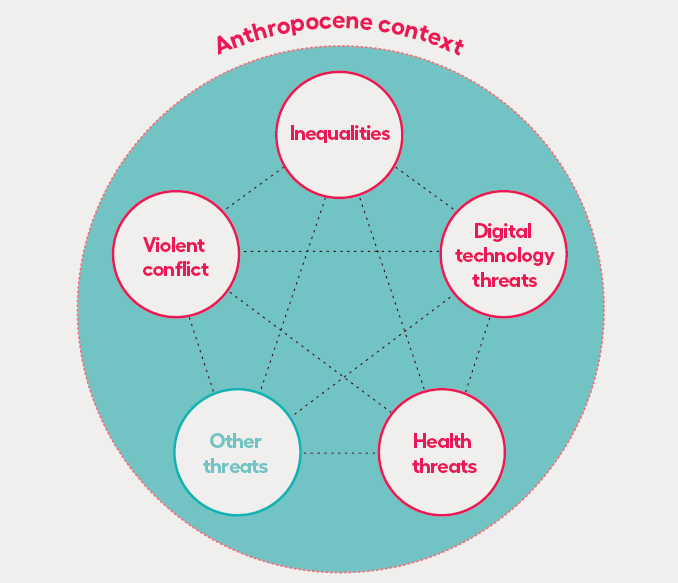 Anthropocene context
Inequalities
Violent
conflict
Digital
technology
threats
Other
threats
Health
threats